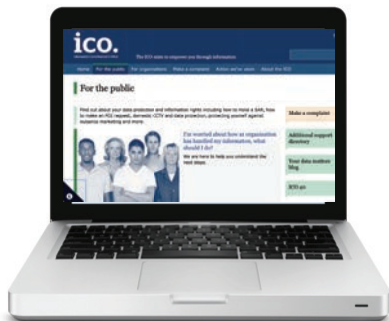 ico.
The ICO exists to empower you through information.
Home For the public For organisations Make a complaint Action we've taken About the ICO
For the public
Find out about your data protection and information rights including how to make a SAR, how
to make an FOI request, domestic CCTV and data protection, protecting yourself against
nuisance marketing and more.
I'm worried about how an organisation
has handled my information, what
should I do?
We are here to help you understand the
next steps.
Make a complaint
Additional support
directory
Your data matters
blog